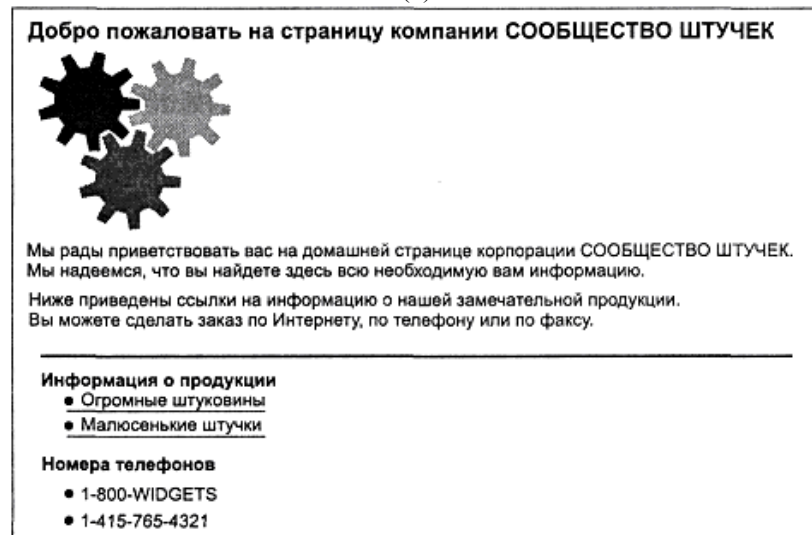 Добро пожаловать на страницу компании СООБЩЕСТВО ШТУЧЕК
Мы рады приветствовать вас на домашней странице корпорации СООБЩЕСТВО ШТУЧЕК.
Мы надеемся, что вы найдете здесь всю необходимую вам информацию.
Ниже приведены ссылки на информацию о нашей замечательной продукции.
Вы можете сделать заказ по Интернету, по телефону или по факсу.
Информация о продукции
• Огромные штуковины
• Малюсенькие штучки
Номера телефонов
• 1-800-WIDGETS
• 1-415-765-4321